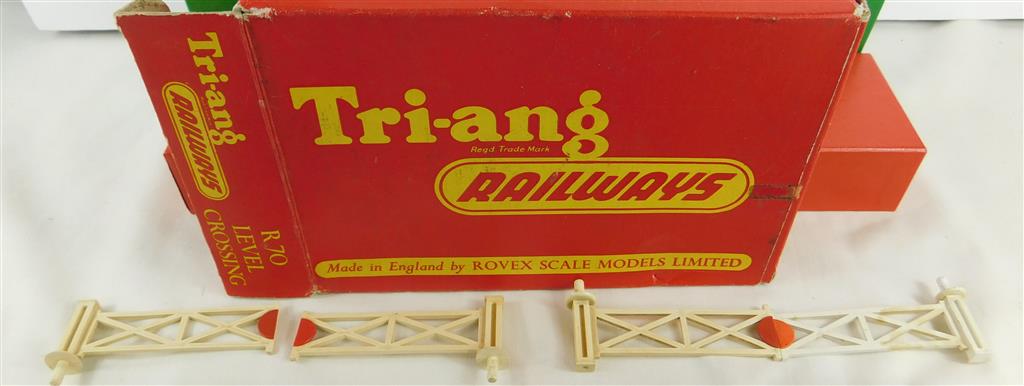 Tri-ang
RAILWAYS
R.70
LEVEL
CROSSING
Tri-ang
Regd. Trade Mark
RAILWAYS
Made in England by ROVEX SCALE MODELS LIMITED